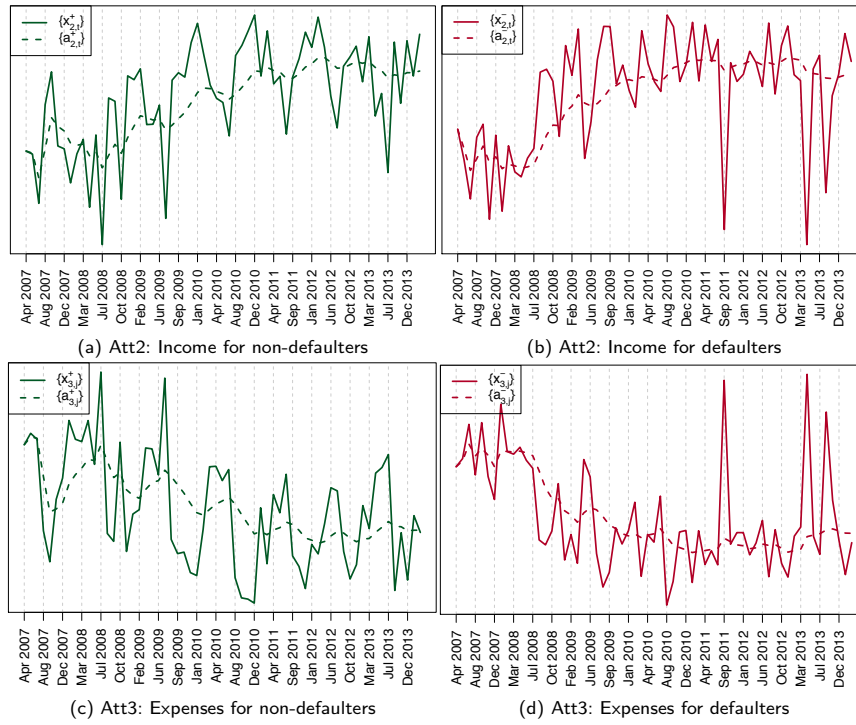 {x⁺₂,ₜ}
{a⁺₂,ₜ}
Apr 2007
Aug 2007
Dec 2007
Mar 2008
Jul 2008
Oct 2008
Feb 2009
Jun 2009
Sep 2009
Jan 2010
Apr 2010
Aug 2010
Dec 2010
Apr 2011
Sep 2011
Jan 2012
Jun 2012
Oct 2012
Mar 2013
Jul 2013
Dec 2013
(a) Att2: Income for non-defaulters
{x⁻₂,ₜ}
{a⁻₂,ₜ}
Apr 2007
Aug 2007
Dec 2007
Mar 2008
Jul 2008
Oct 2008
Feb 2009
Jun 2009
Sep 2009
Jan 2010
Apr 2010
Aug 2010
Dec 2010
Apr 2011
Sep 2011
Jan 2012
Jun 2012
Oct 2012
Mar 2013
Jul 2013
Dec 2013
(b) Att2: Income for defaulters
{x⁺₃,ⱼ}
{a⁺₃,ⱼ}
Apr 2007
Aug 2007
Dec 2007
Mar 2008
Jul 2008
Oct 2008
Feb 2009
Jun 2009
Sep 2009
Jan 2010
Apr 2010
Aug 2010
Dec 2010
Apr 2011
Sep 2011
Jan 2012
Jun 2012
Oct 2012
Mar 2013
Jul 2013
Dec 2013
(c) Att3: Expenses for non-defaulters
{x⁻₃,ⱼ}
{a⁻₃,ⱼ}
Apr 2007
Aug 2007
Dec 2007
Mar 2008
Jul 2008
Oct 2008
Feb 2009
Jun 2009
Sep 2009
Jan 2010
Apr 2010
Aug 2010
Dec 2010
Apr 2011
Sep 2011
Jan 2012
Jun 2012
Oct 2012
Mar 2013
Jul 2013
Dec 2013
(d) Att3: Expenses for defaulters